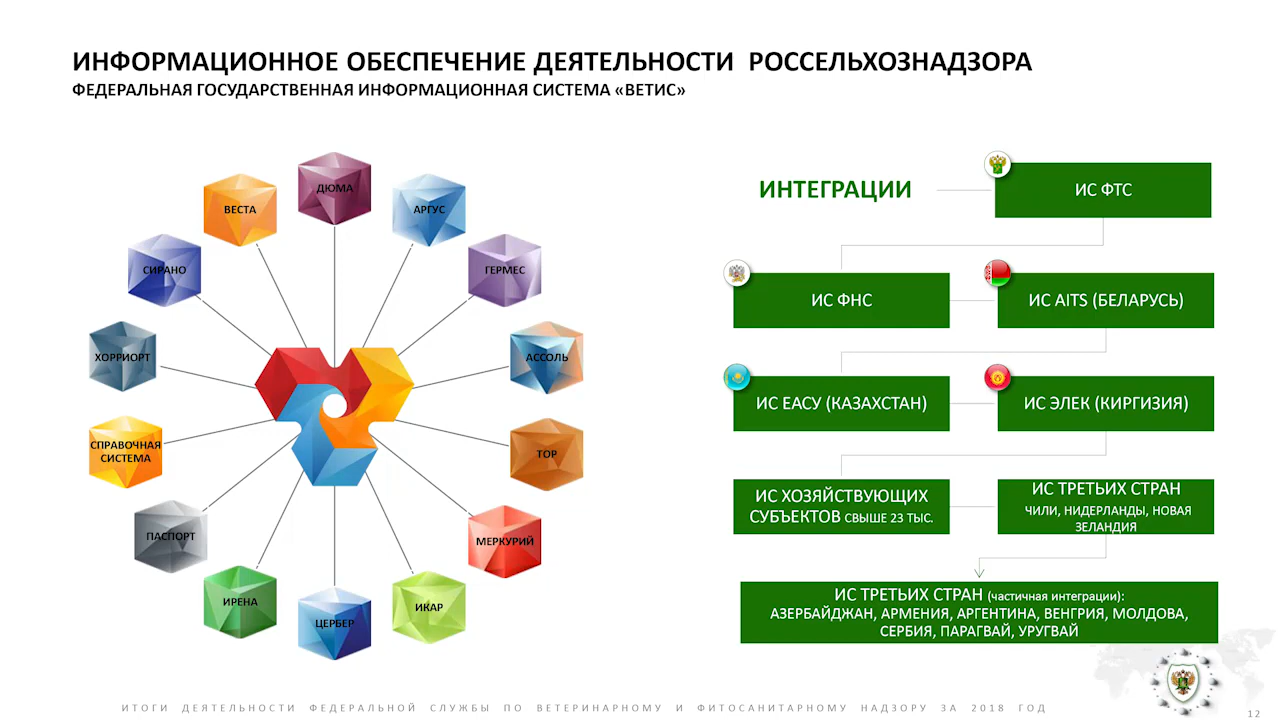 ИНФОРМАЦИОННОЕ ОБЕСПЕЧЕНИЕ ДЕЯТЕЛЬНОСТИ РОССЕЛЬХОЗНАДЗОРА
ФЕДЕРАЛЬНАЯ ГОСУДАРСТВЕННАЯ ИНФОРМАЦИОННАЯ СИСТЕМА «ВЕТИС»
ДЮМА
ВЕСТА
АРГУС
СИРАНО
ГЕРМЕС
ХОРРИОРТ
АССОЛЬ
СПРАВОЧНАЯ
СИСТЕМА
ТОР
ПАСПОРТ
МЕРКУРИЙ
ИРЕНА
ЦЕРБЕР
ИКАР
ИНТЕГРАЦИИ
ИС ФТС
ИС ФНС
ИС AITS (БЕЛАРУСЬ)
ИС ЕАСУ (КАЗАХСТАН)
ИС ЭЛЕК (КИРГИЗИЯ)
ИС ХОЗЯЙСТВУЮЩИХ
СУБЪЕКТОВ СВЫШЕ 23 ТЫС.
ИС ТРЕТЬИХ СТРАН
ЧИЛИ, НИДЕРЛАНДЫ, НОВАЯ
ЗЕЛАНДИЯ
ИС ТРЕТЬИХ СТРАН (частичная интеграции):
АЗЕРБАЙДЖАН, АРМЕНИЯ, АРГЕНТИНА, ВЕНГРИЯ, МОЛДОВА,
СЕРБИЯ, ПАРАГВАЙ, УРУГВАЙ
ИТОГИ ДЕЯТЕЛЬНОСТИ ФЕДЕРАЛЬНОЙ СЛУЖБЫ ПО ВЕТЕРИНАРНОМУ И ФИТОСАНИТАРНОМУ НАДЗОРУ ЗА 2018 ГОД
12